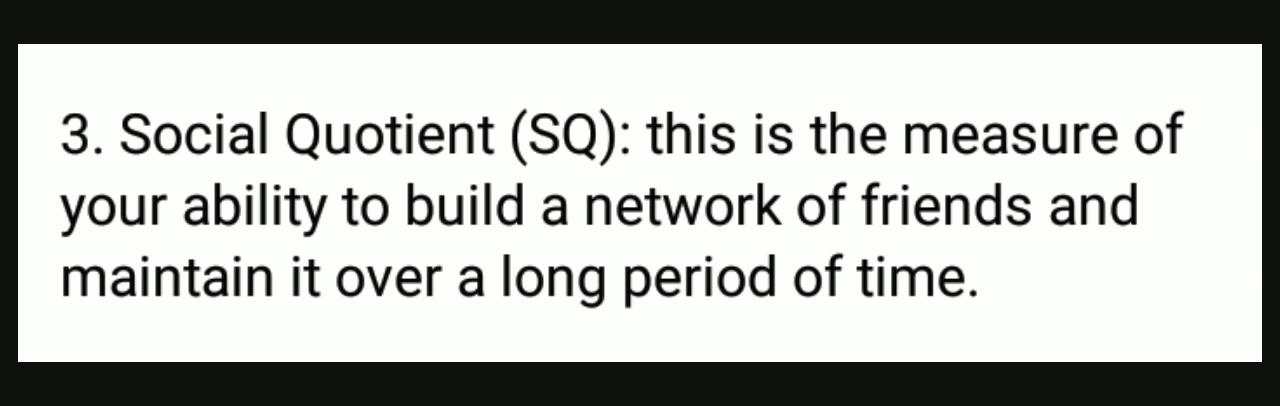 3. Social Quotient (SQ): this is the measure of
your ability to build a network of friends and
maintain it over a long period of time.